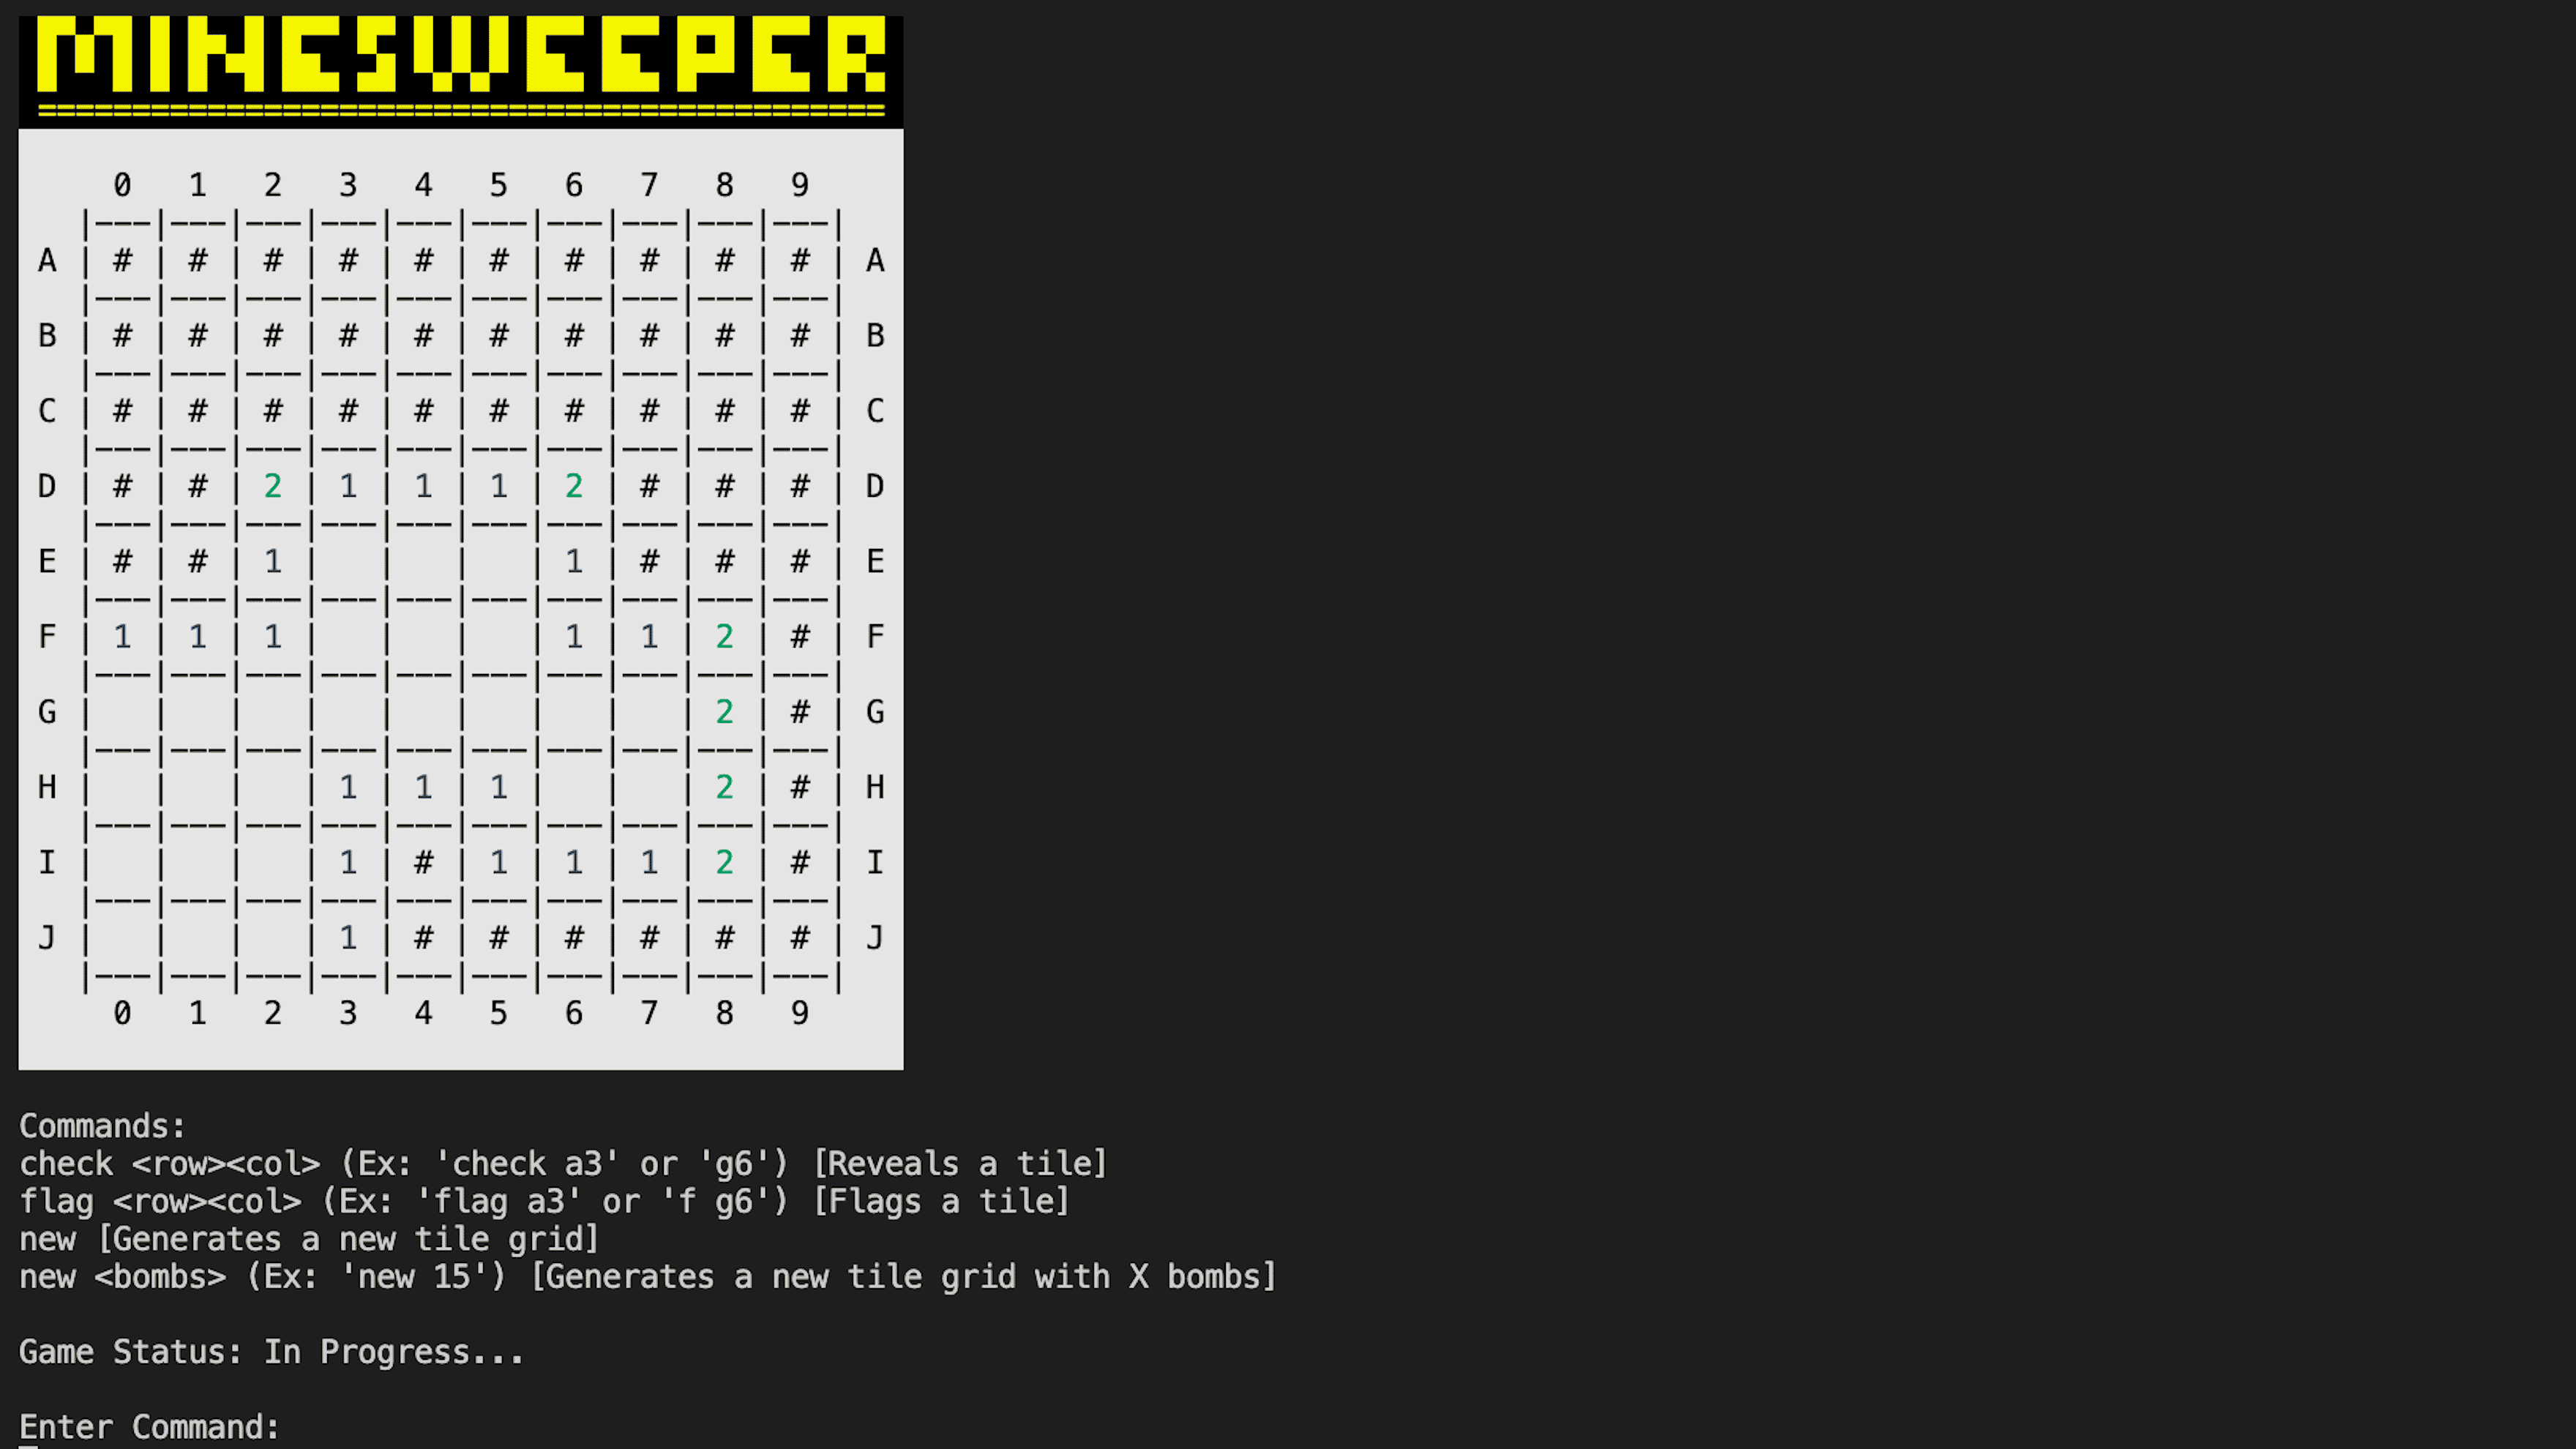 MINESWEEPER
=============================================
0 1 2 3 4 5 6 7 8 9
|---|---|---|---|---|---|---|---|---|---|
A | # | # | # | # | # | # | # | # | # | # | A
|---|---|---|---|---|---|---|---|---|---|
B | # | # | # | # | # | # | # | # | # | # | B
|---|---|---|---|---|---|---|---|---|---|
C | # | # | # | # | # | # | # | # | # | # | C
|---|---|---|---|---|---|---|---|---|---|
D | # | # | 2 | 1 | 1 | 1 | 2 | # | # | # | D
|---|---|---|---|---|---|---|---|---|---|
E | # | # | 1 |   |   |   | 1 | # | # | # | E
|---|---|---|---|---|---|---|---|---|---|
F | 1 | 1 | 1 |   |   |   | 1 | 1 | 2 | # | F
|---|---|---|---|---|---|---|---|---|---|
G |   |   |   |   |   |   |   |   | 2 | # | G
|---|---|---|---|---|---|---|---|---|---|
H |   |   |   | 1 | 1 | 1 |   |   | 2 | # | H
|---|---|---|---|---|---|---|---|---|---|
I |   |   |   | 1 | # | 1 | 1 | 1 | 2 | # | I
|---|---|---|---|---|---|---|---|---|---|
J |   |   |   | 1 | # | # | # | # | # | # | J
|---|---|---|---|---|---|---|---|---|---|
0 1 2 3 4 5 6 7 8 9
Commands:
check <row><col> (Ex: 'check a3' or 'g6') [Reveals a tile]
flag <row><col> (Ex: 'flag a3' or 'f g6') [Flags a tile]
new [Generates a new tile grid]
new <bombs> (Ex: 'new 15') [Generates a new tile grid with X bombs]
Game Status: In Progress...
Enter Command: